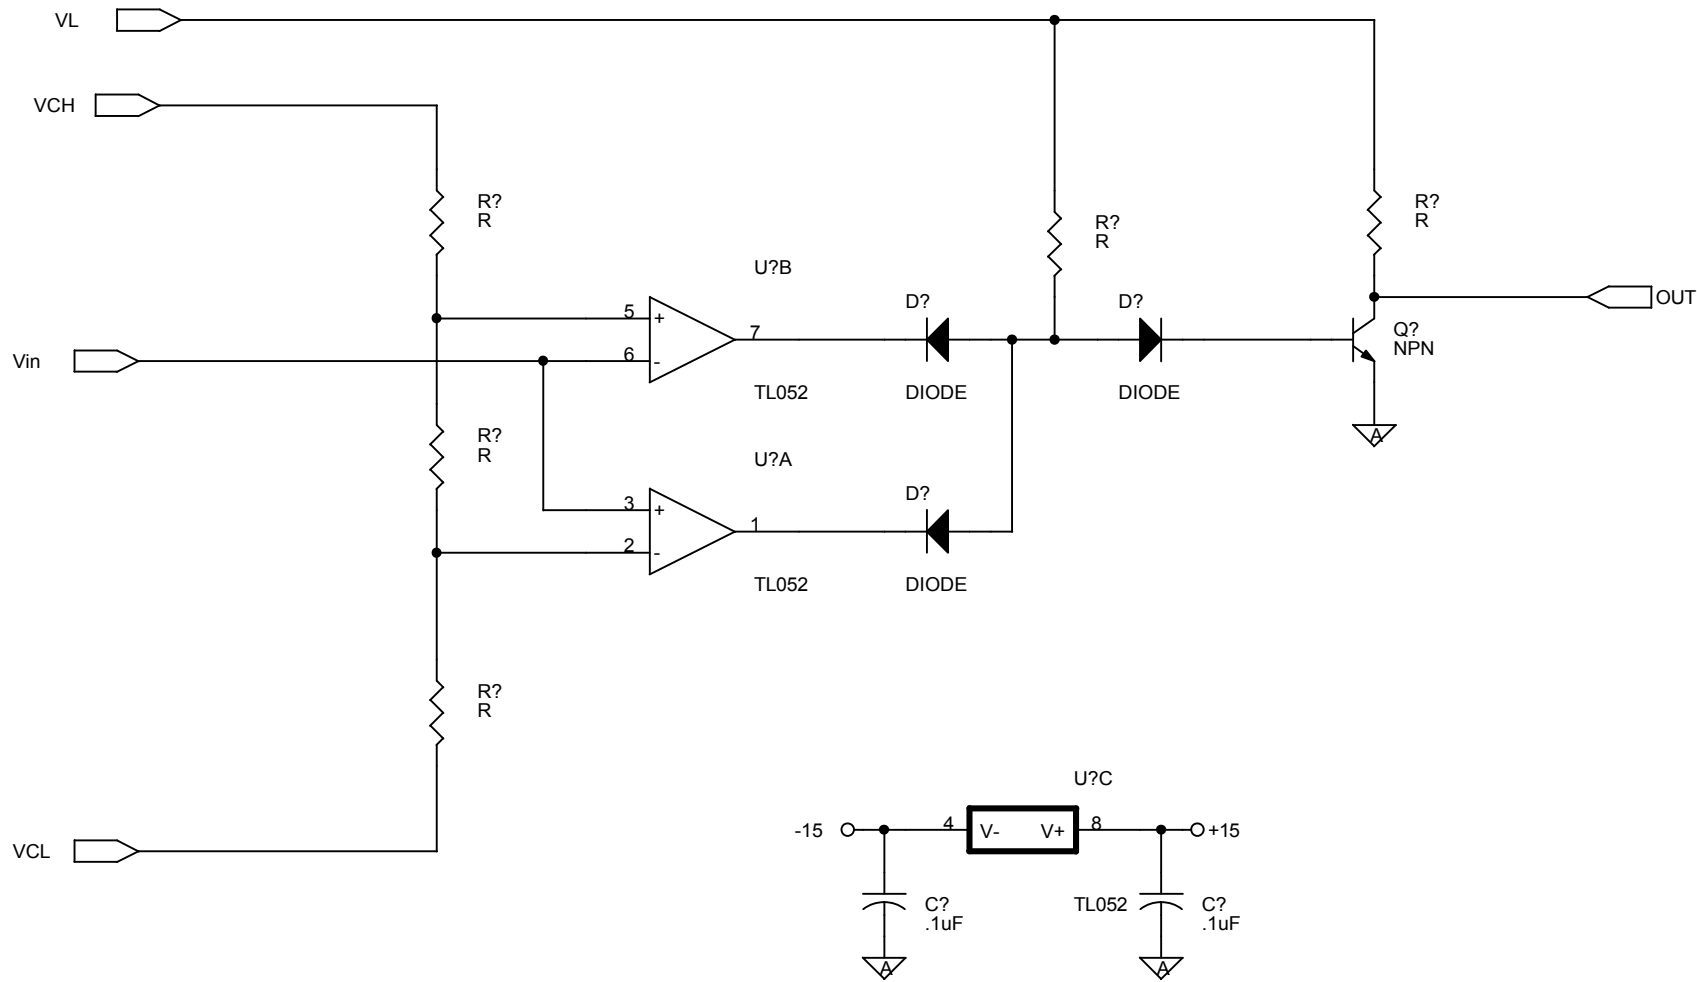 VL
VCH
R?
R
R?
R
R?
R
U?B
5
+
7
D?
D?
OUT
Q?
NPN
Vin
6
-
TL052
DIODE
DIODE
A
R?
R
U?A
3
+
1
D?
2
-
TL052
DIODE
R?
R
U?C
-15
4
V-
V+
8
+15
VCL
C?
.1uF
TL052
C?
.1uF
A
A